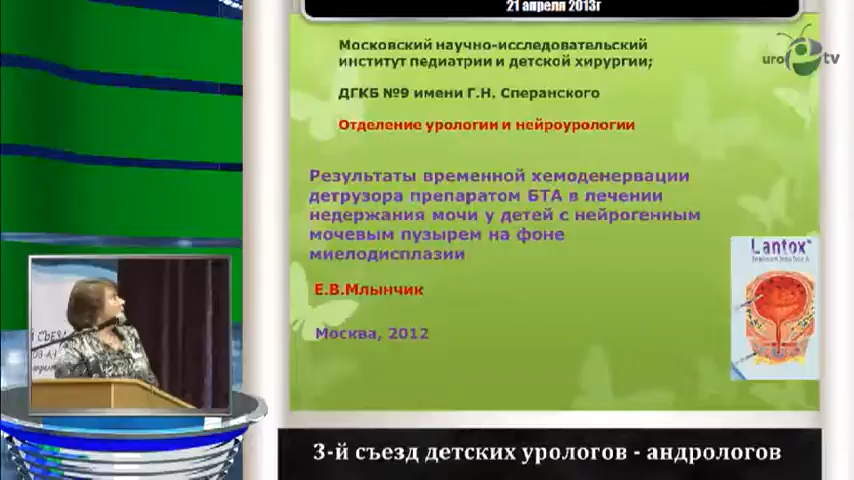 21 апреля 2013г
uro tv
Московский научно-исследовательский
институт педиатрии и детской хирургии;
ДГКБ №9 имени Г.Н. Сперанского
Отделение урологии и нейроурологии
Результаты временной хемоденервации
детрузора препаратом БТА в лечении
недержания мочи у детей с нейрогенным
мочевым пузырем на фоне
миелодисплазии
Lantox
Е.В.Млынчик
Москва, 2012
3-й съезд детских урологов - андрологов